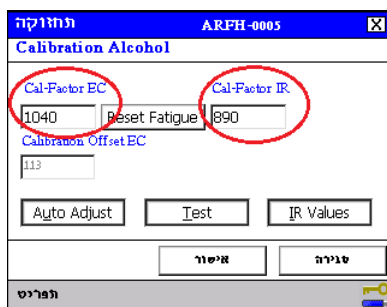 תחזוקה ARFH-0005 X
Calibration Alcohol
Cal-Factor EC Cal-Factor IR
1040 Reset Fatigue 890
Calibration Offset EC
113
Auto Adjust Test IR Values
אישור סגירה
תפריט